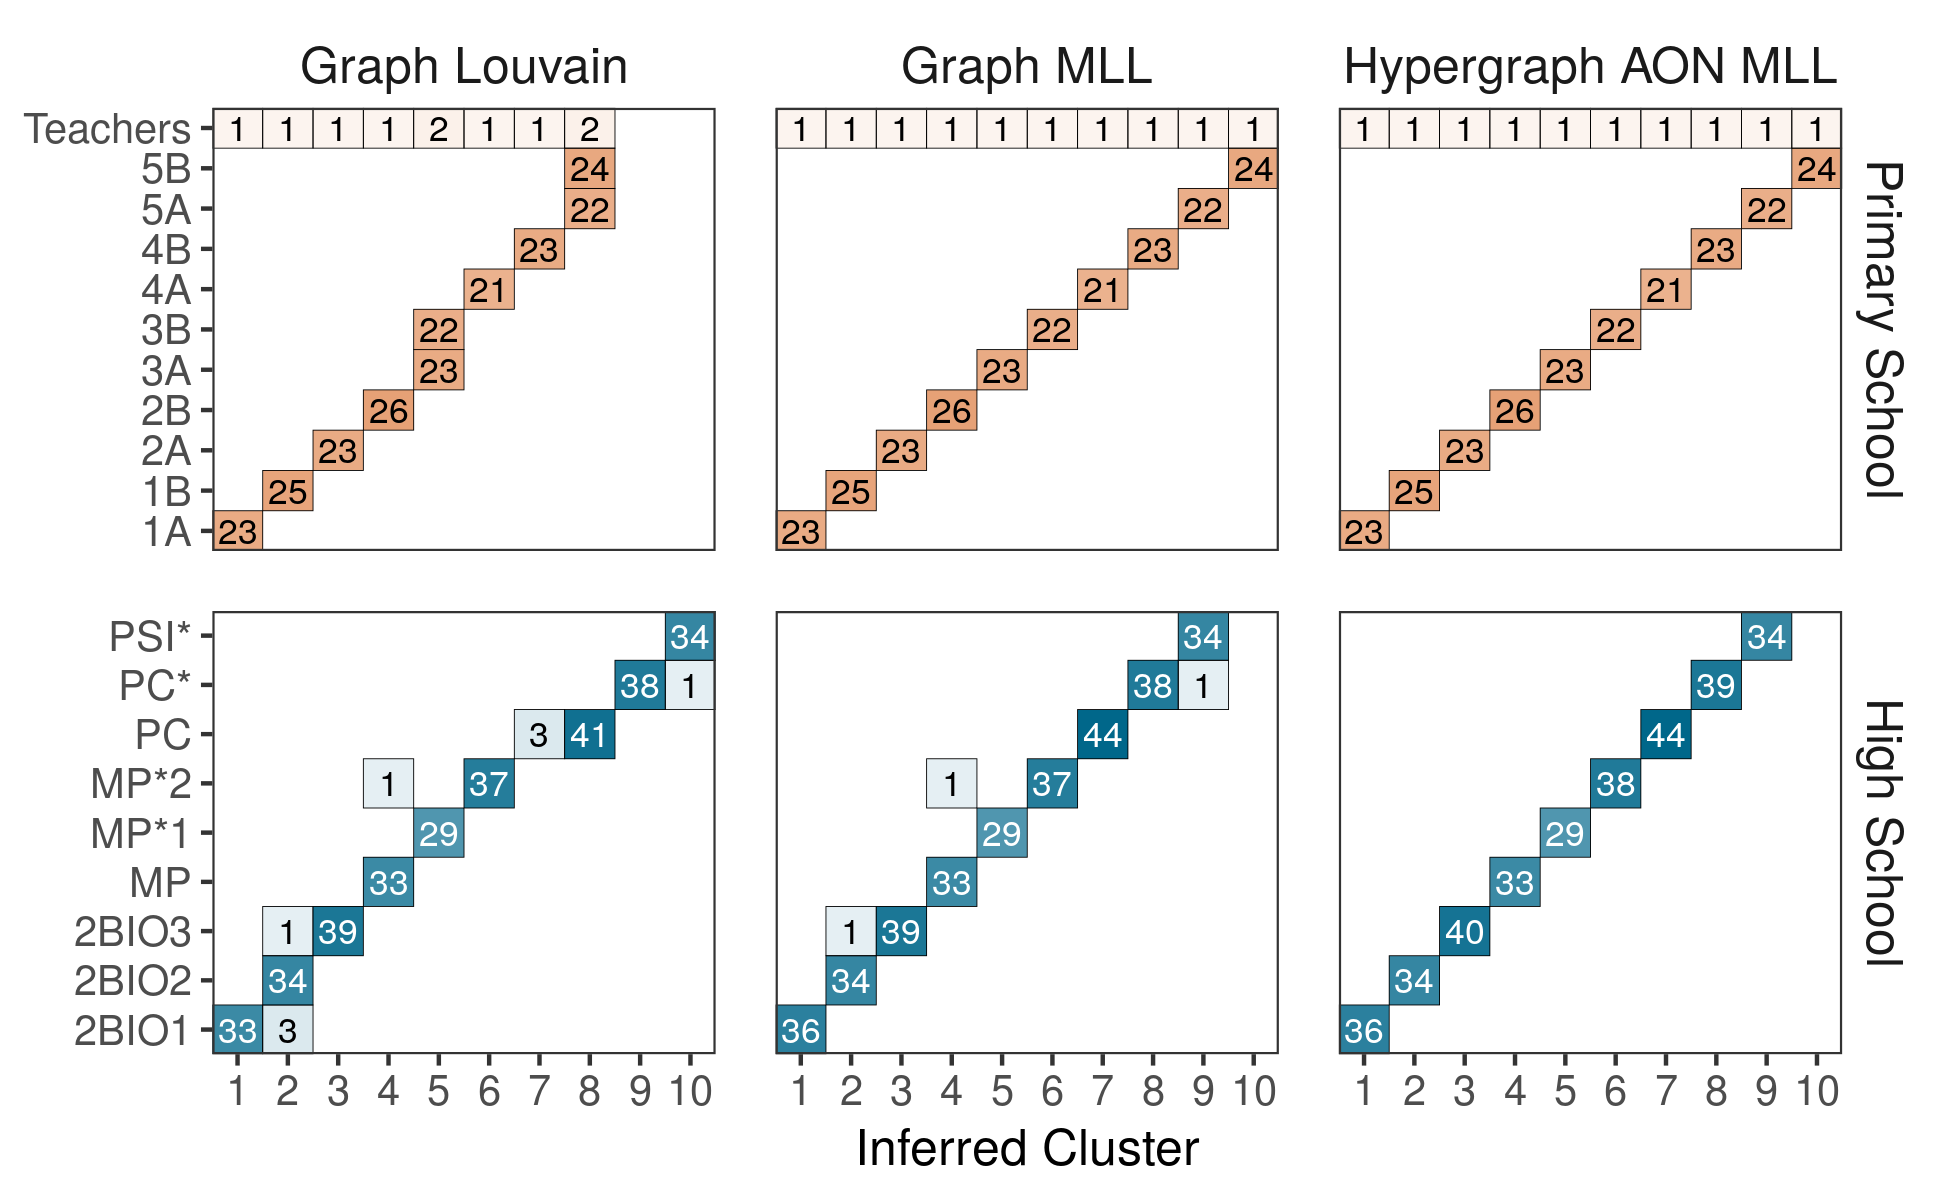 Graph Louvain Graph MLL Hypergraph AON MLL
Teachers 1 1 1 1 2 1 1 2 1 1 1 1 1 1 1 1 1 1 1 1 1 1 1 1 1 1 1 1
5B 24 24 24
5A 22 22 22
4B 23 23 23
4A 21 21 21
3B 22 22 22
3A 23 23 23
2B 26 26 26
2A 23 23 23
1B 25 25 25
1A 23 23 23
Primary School
PSI* 34 34 34
PC* 38 1 38 1 39
PC 3 41 44 44
MP*2 1 37 1 37 38
MP*1 29 29 29
MP 33 33 33
2BIO3 1 39 1 39 40
2BIO2 34 34 34
2BIO1 33 3 36 36
High School
1 2 3 4 5 6 7 8 9 10 1 2 3 4 5 6 7 8 9 10 1 2 3 4 5 6 7 8 9 10
Inferred Cluster